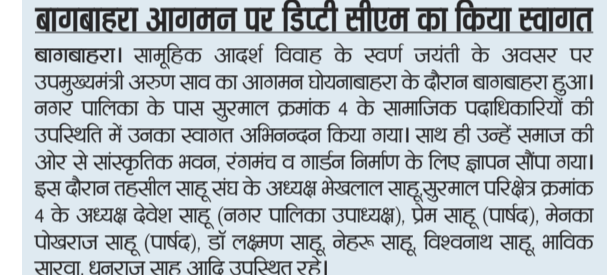 बागबाहरा आगमन पर डिप्टी सीएम का किया स्वागत
बागबाहरा। सामूहिक आदर्श विवाह के स्वर्ण जयंती के अवसर पर
उपमुख्यमंत्री अरुण साव का आगमन घोयनाबाहरा के दौरान बागबाहरा हुआ।
नगर पालिका के पास सुरमाल क्रमांक 4 के सामाजिक पदाधिकारियों की
उपस्थिति में उनका स्वागत अभिनन्दन किया गया। साथ ही उन्हें समाज की
ओर से सांस्कृतिक भवन, रंगमंच व गार्डन निर्माण के लिए ज्ञापन सौंपा गया।
इस दौरान तहसील साहू संघ के अध्यक्ष भेखलाल साहू,सुरमाल परिक्षेत्र क्रमांक
4 के अध्यक्ष देवेश साहू (नगर पालिका उपाध्यक्ष), प्रेम साहू (पार्षद), मेनका
पोखराज साहू (पार्षद), डॉ लक्ष्मण साहू, नेहरू साहू, विश्वनाथ साहू, भाविक
सारवा, धनराज साहू आदि उपस्थित रहे।